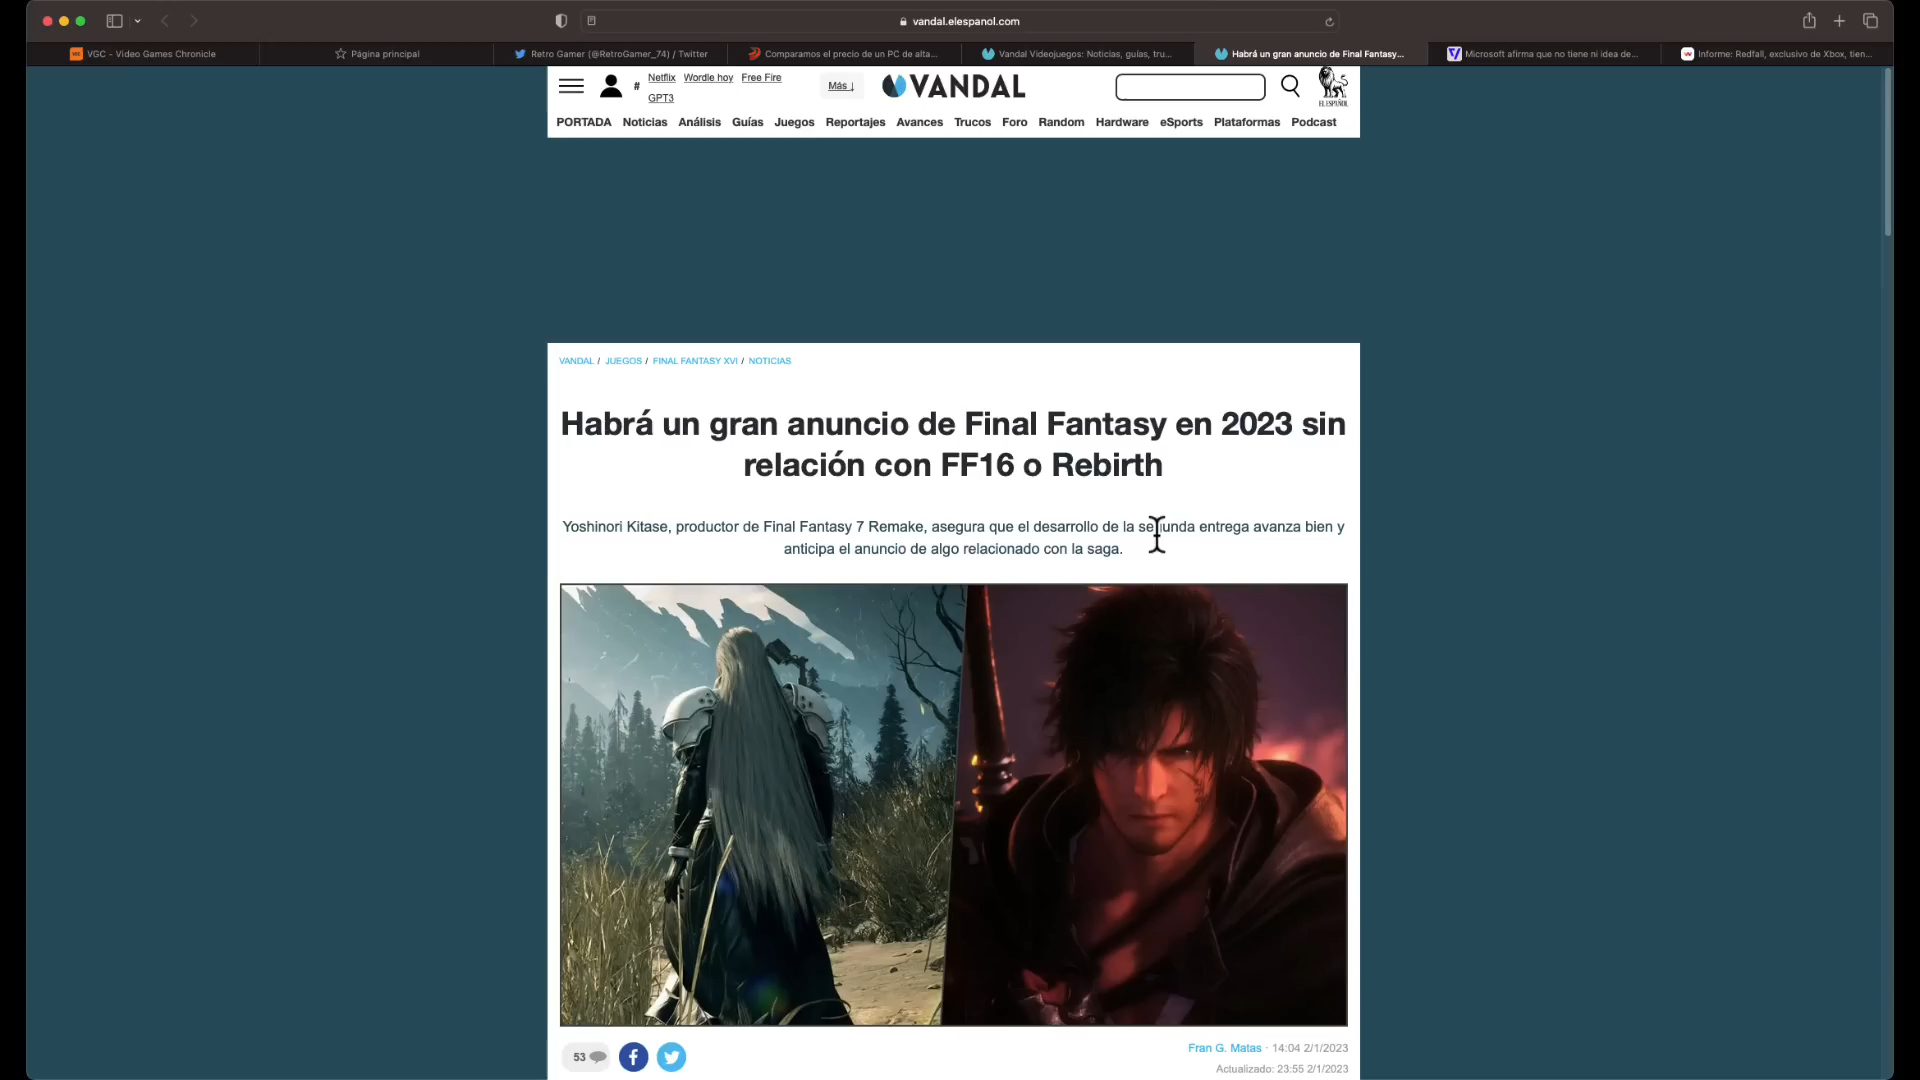 vandal.elespanol.com
VGC - Video Games Chronicle
Página principal
Retro Gamer (@RetroGamer_74) / Twitter
Comparamos el precio de un PC de alta...
Vandal Videojuegos: Noticias, guías, tru...
Habrá un gran anuncio de Final Fantasy...
Microsoft afirma que no tiene ni idea de...
Informe: Redfall, exclusivo de Xbox, tien...
# Netflix Wordle hoy Free Fire
GPT3
Más ↓
VANDAL
EL ESPAÑOL
PORTADA Noticias Análisis Guías Juegos Reportajes Avances Trucos Foro Random Hardware eSports Plataformas Podcast
VANDAL / JUEGOS / FINAL FANTASY XVI / NOTICIAS
Habrá un gran anuncio de Final Fantasy en 2023 sin
relación con FF16 o Rebirth
Yoshinori Kitase, productor de Final Fantasy 7 Remake, asegura que el desarrollo de la segunda entrega avanza bien y
anticipa el anuncio de algo relacionado con la saga.
53
Fran G. Matas · 14:04 2/1/2023
Actualizado: 23:55 2/1/2023